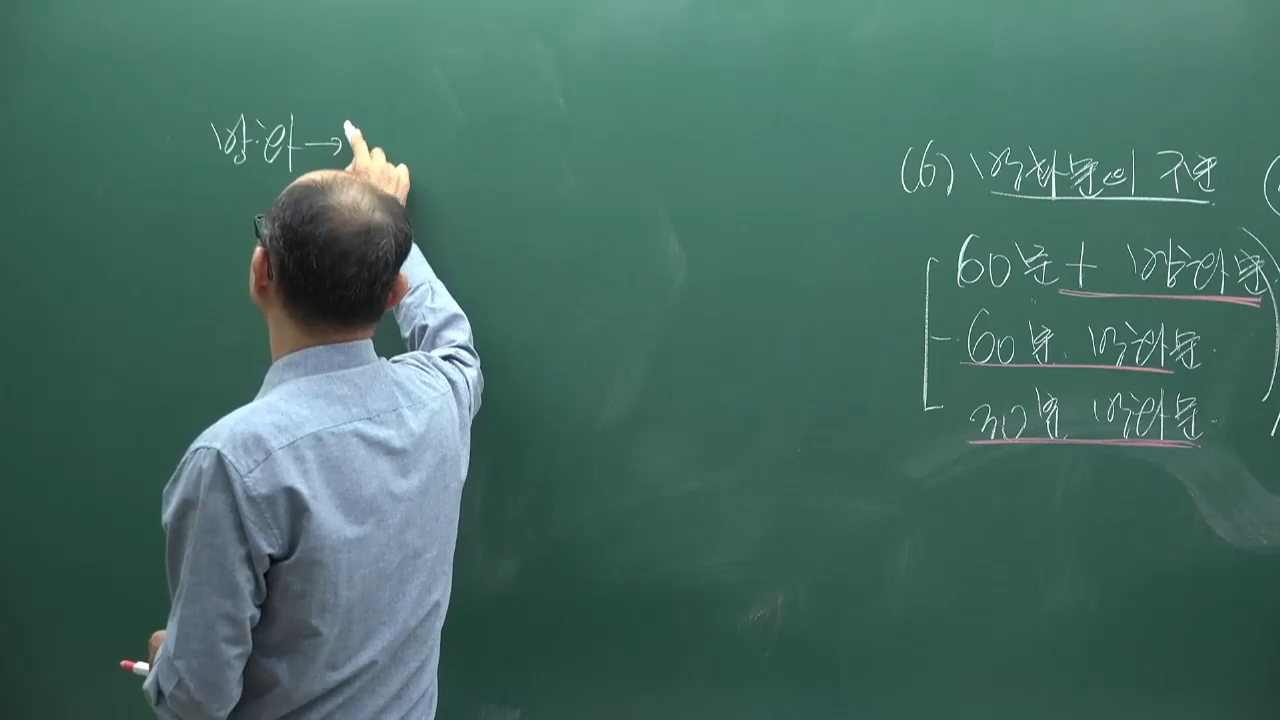 방화 →
(6) 방화문의 구분
60분+ 방화문
60분 방화문
30분 방화문